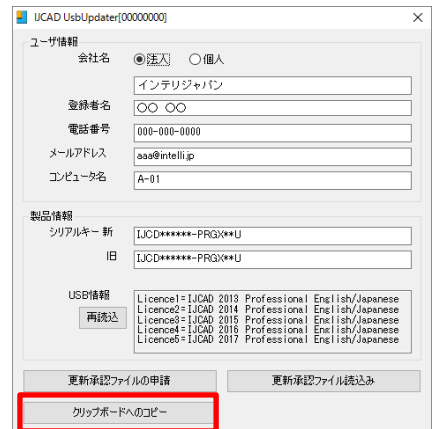 IJCAD UsbUpdater[00000000]
ユーザ情報
会社名 法人 個人
インテリジャパン
登録者名 〇〇 〇〇
電話番号 000-000-0000
メールアドレス aaa@intelli.jp
コンピュータ名 A-01
製品情報
シリアルキー 新 IJCD******-PRGX**U
旧 IJCD******-PRGX**U
USB情報
再読込
Licence1=IJCAD 2013 Professional English/Japanese
Licence2=IJCAD 2014 Professional English/Japanese
Licence3=IJCAD 2015 Professional English/Japanese
Licence4=IJCAD 2016 Professional English/Japanese
Licence5=IJCAD 2017 Professional English/Japanese
更新承認ファイルの申請 更新承認ファイル読込み
クリップボードへのコピー